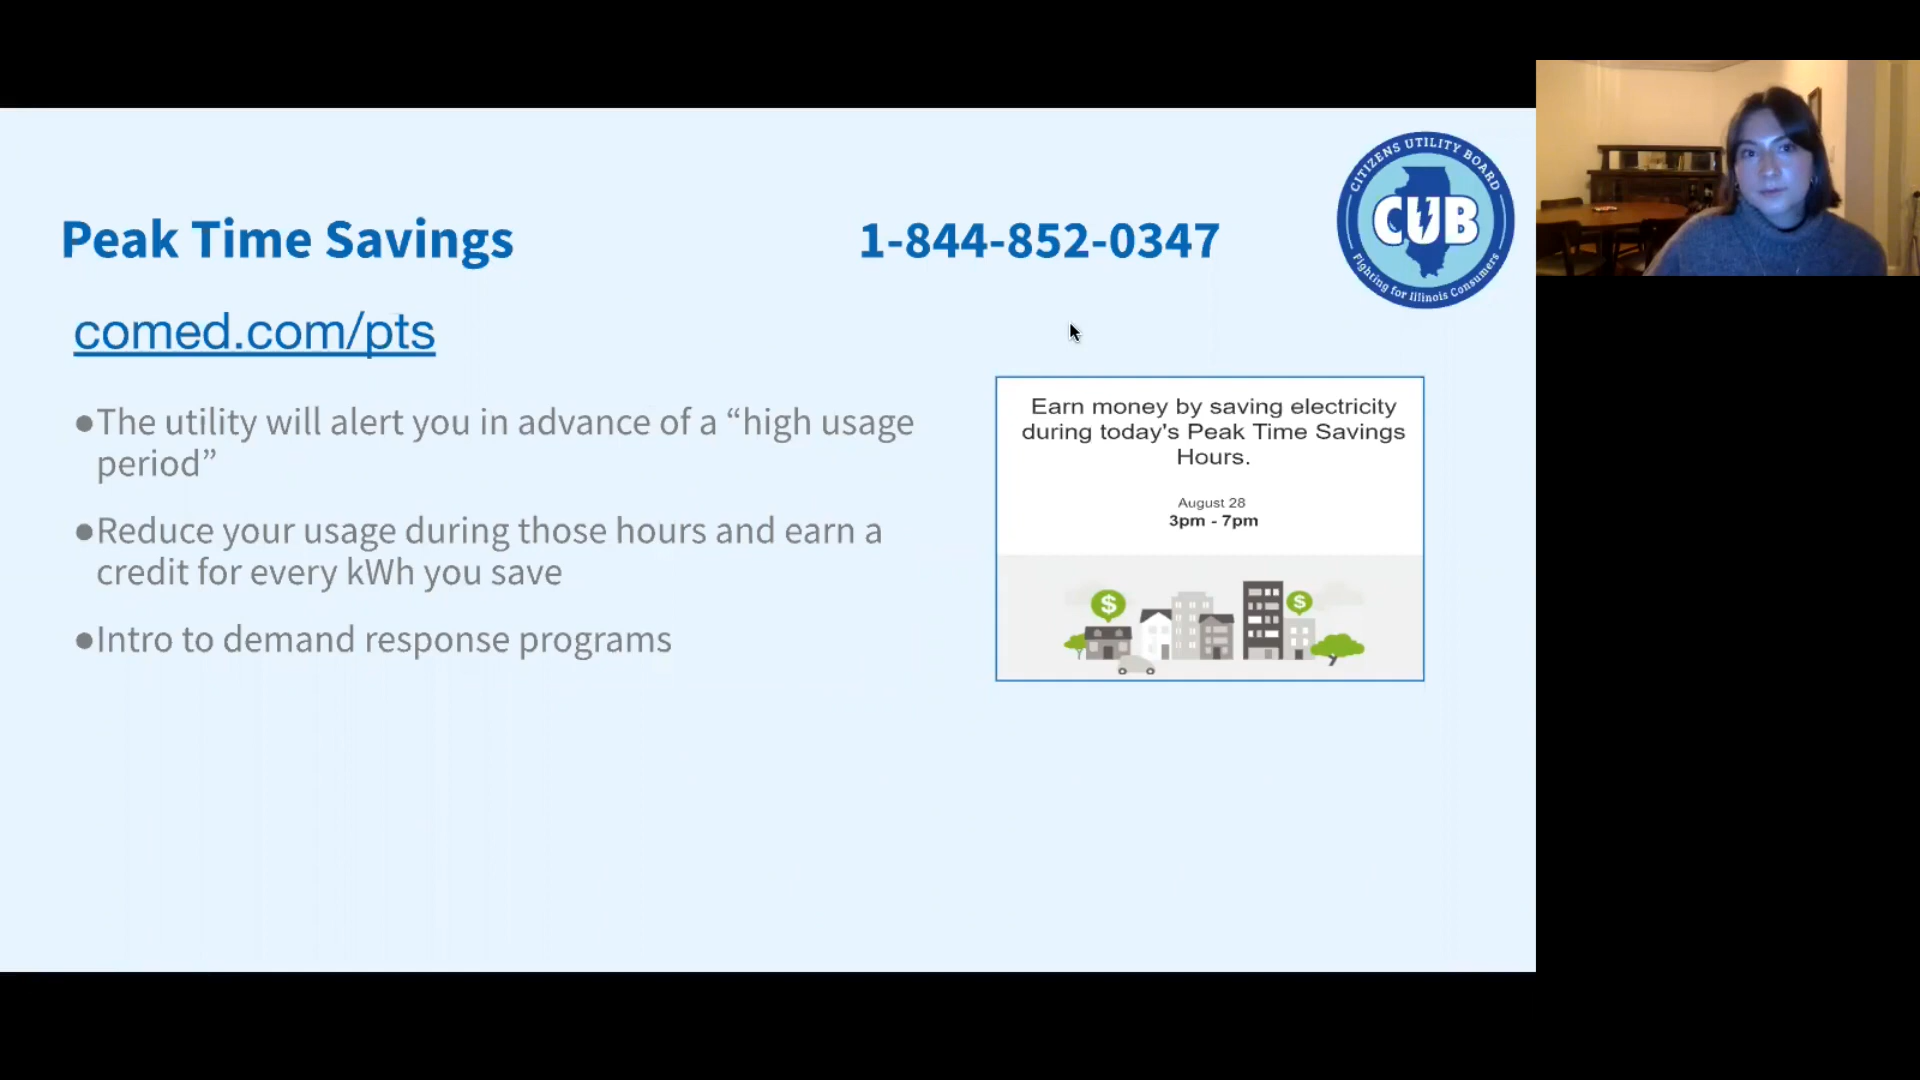 Peak Time Savings
1-844-852-0347
CITIZENS UTILITY BOARD
CUB
Fighting for Illinois Consumers
comed.com/pts
●The utility will alert you in advance of a “high usage
period”
●Reduce your usage during those hours and earn a
credit for every kWh you save
●Intro to demand response programs
Earn money by saving electricity
during today's Peak Time Savings
Hours.
August 28
3pm - 7pm
$
$